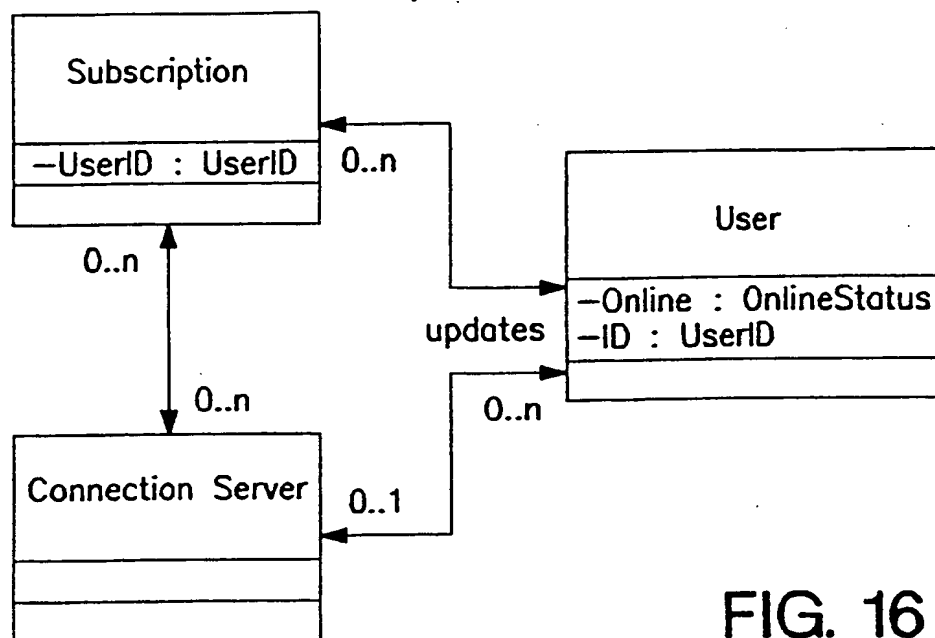 Subscription
–UserID : UserID
0..n
0..n
User
–Online : OnlineStatus
–ID : UserID
updates
0..n
0..n
Connection Server
0..1
FIG. 16